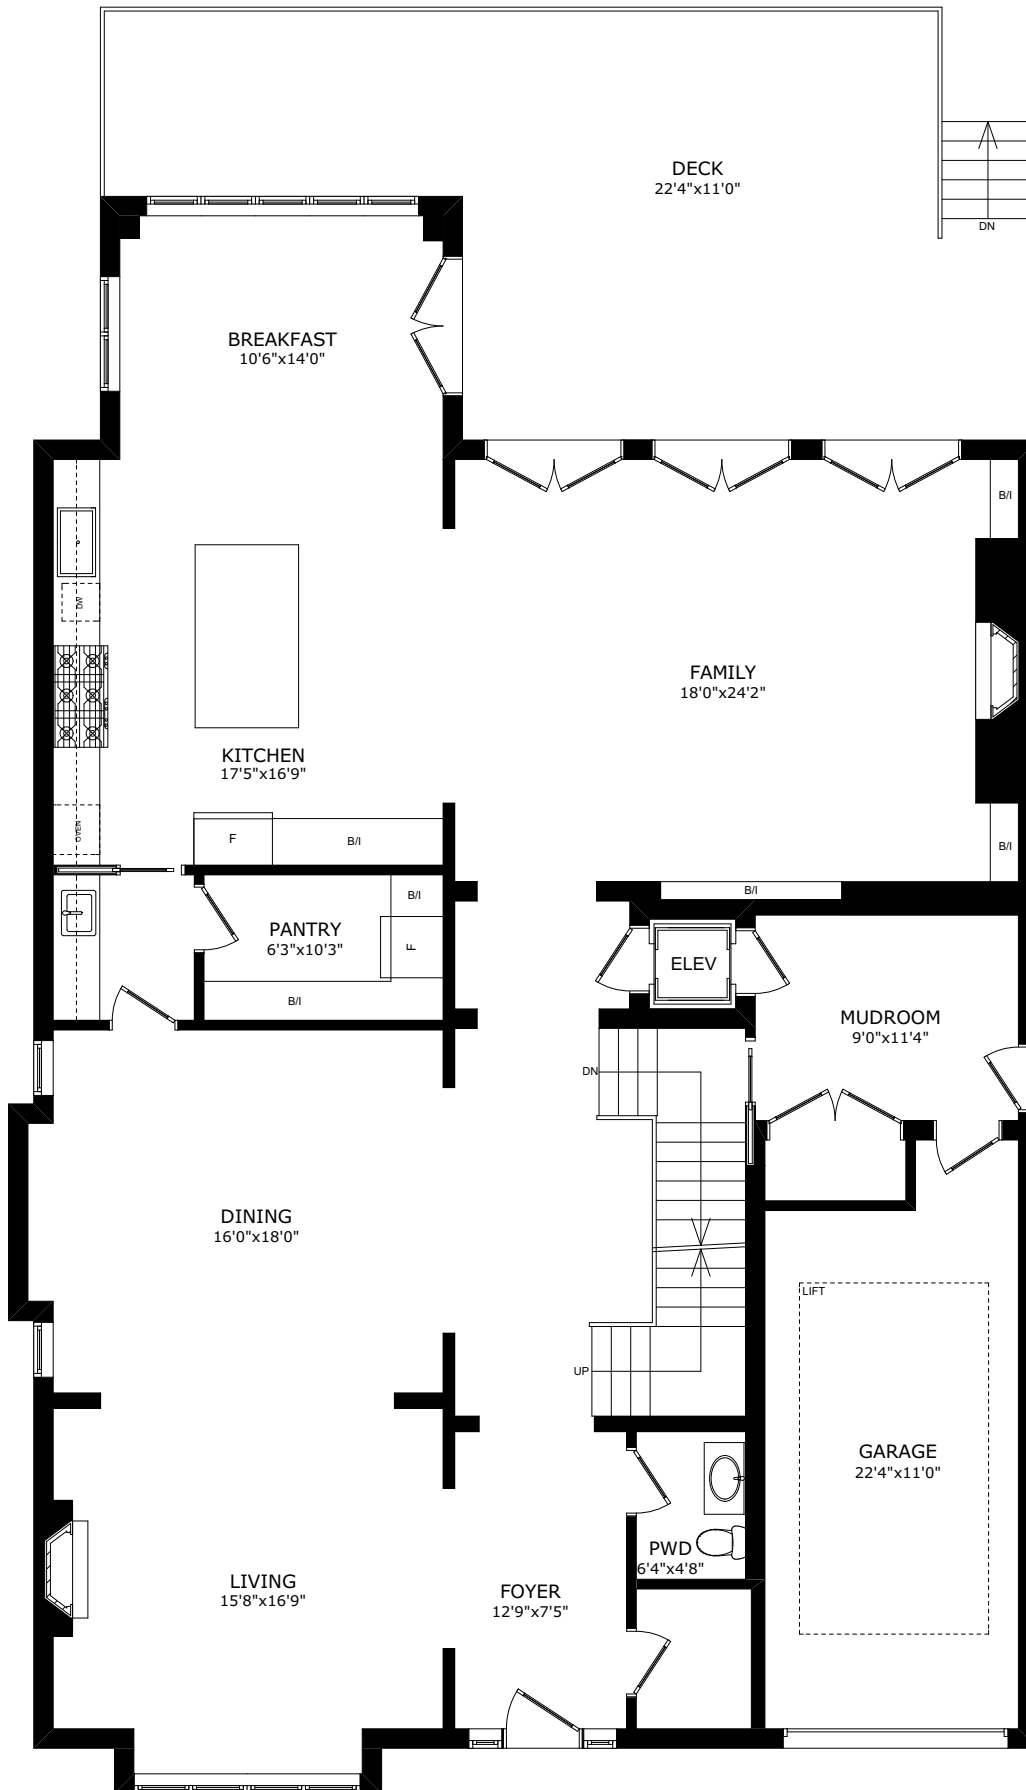 DECK
22'4"x11'0"
DN
BREAKFAST
10'6"x14'0"
B/I
DW
FAMILY
18'0"x24'2"
KITCHEN
17'5"x16'9"
OVEN
F
B/I
B/I
B/I
B/I
PANTRY
6'3"x10'3"
F
B/I
ELEV
MUDROOM
9'0"x11'4"
DN
DINING
16'0"x18'0"
LIFT
UP
GARAGE
22'4"x11'0"
PWD
6'4"x4'8"
LIVING
15'8"x16'9"
FOYER
12'9"x7'5"